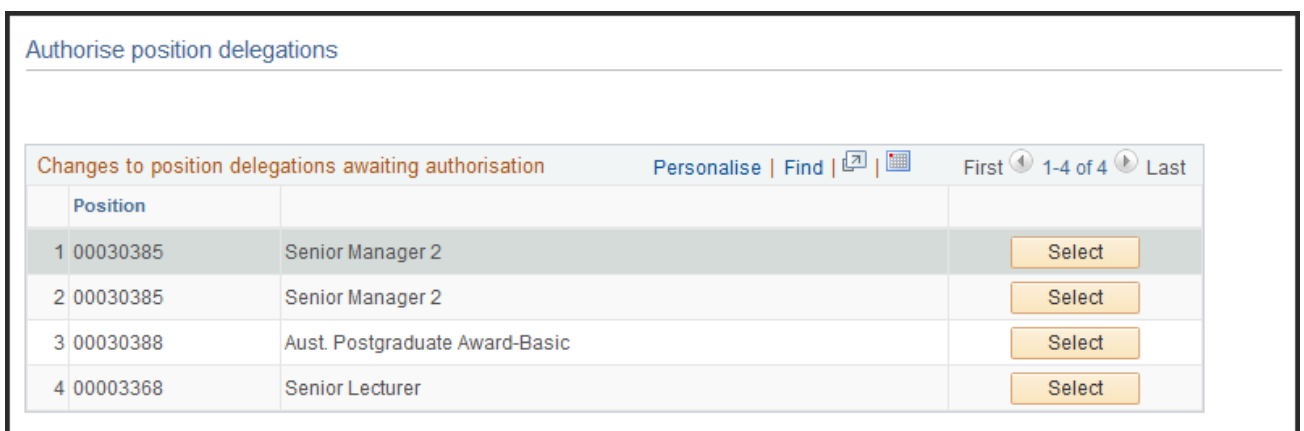 Authorise position delegations
Changes to position delegations awaiting authorisation Personalise | Find | | First 1-4 of 4 Last
Position
1 00030385 Senior Manager 2 Select
2 00030385 Senior Manager 2 Select
3 00030388 Aust. Postgraduate Award-Basic Select
4 00003368 Senior Lecturer Select